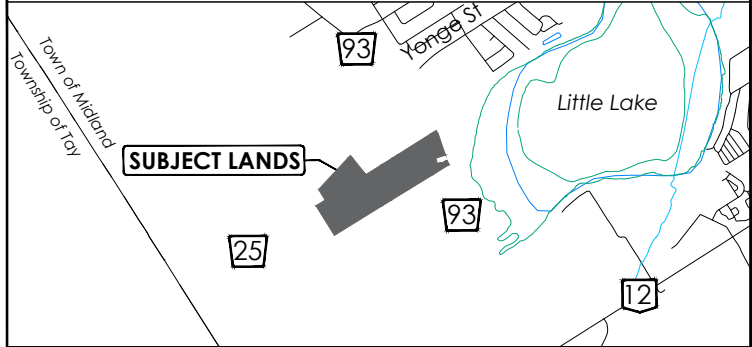 93
Yonge St
Town of Midland
Township of Tay
Little Lake
SUBJECT LANDS
93
25
12